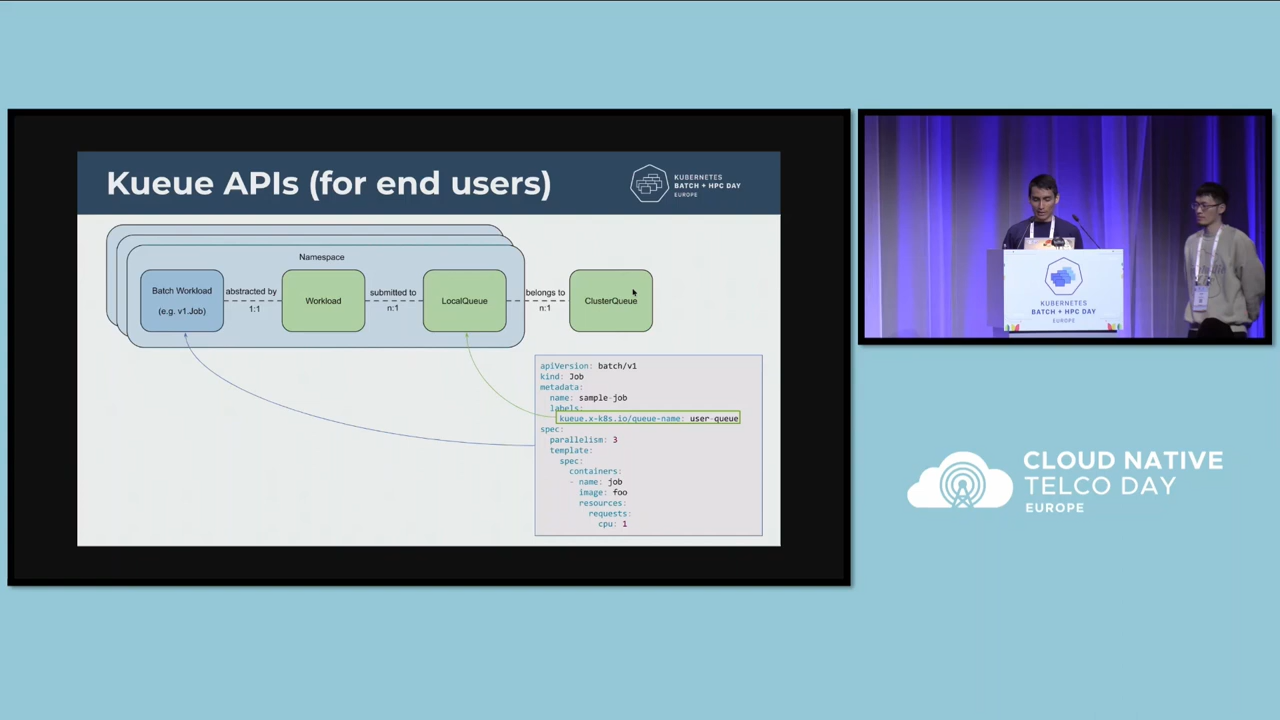 Kueue APIs (for end users)
KUBERNETES
BATCH + HPC DAY
EUROPE
Namespace
Batch Workload
(e.g. v1.Job)
abstracted by
1:1
Workload
submitted to
n:1
LocalQueue
belongs to
n:1
ClusterQueue
apiVersion: batch/v1
kind: Job
metadata:
name: sample-job
labels:
kueue.x-k8s.io/queue-name: user-queue
spec:
parallelism: 3
template:
spec:
containers:
- name: job
image: foo
resources:
requests:
cpu: 1
KUBERNETES
BATCH + HPC DAY
EUROPE
CLOUD NATIVE
TELCO DAY
EUROPE